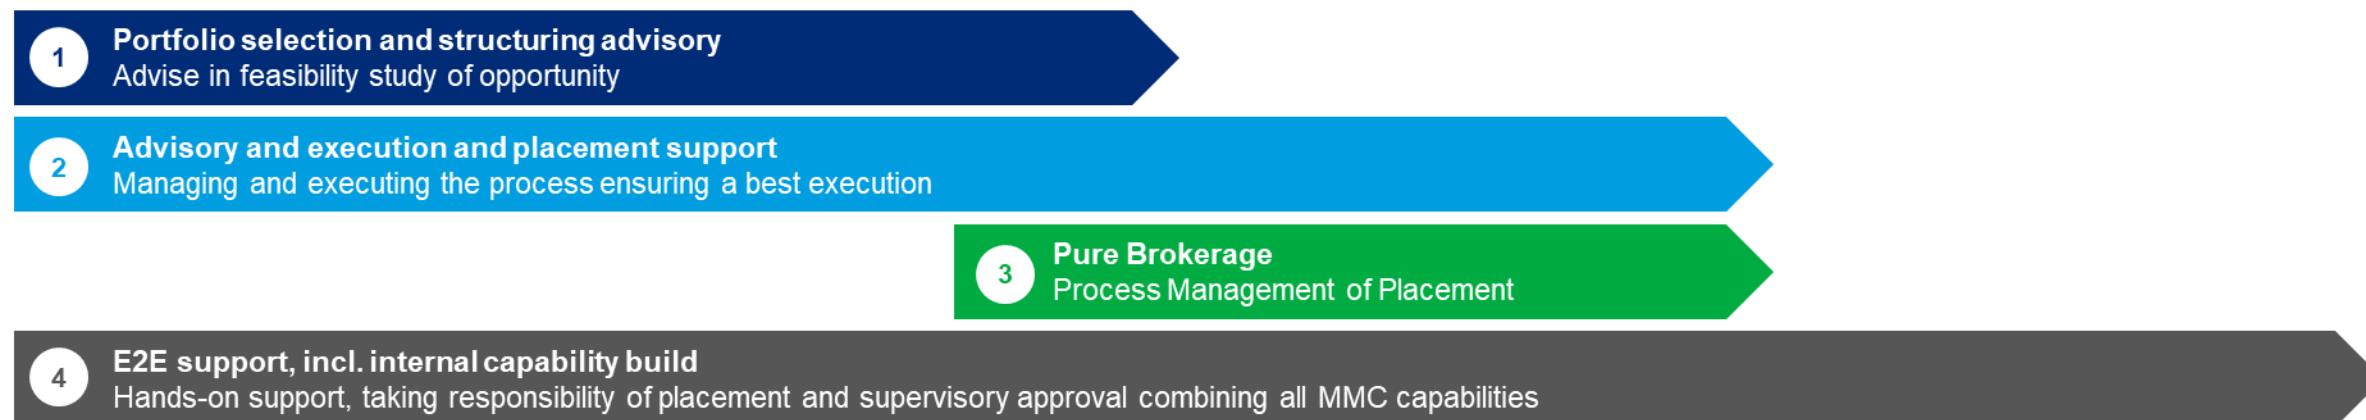 1
Portfolio selection and structuring advisory
Advise in feasibility study of opportunity
2
Advisory and execution and placement support
Managing and executing the process ensuring a best execution
3
Pure Brokerage
Process Management of Placement
4
E2E support, incl. internal capability build
Hands-on support, taking responsibility of placement and supervisory approval combining all MMC capabilities